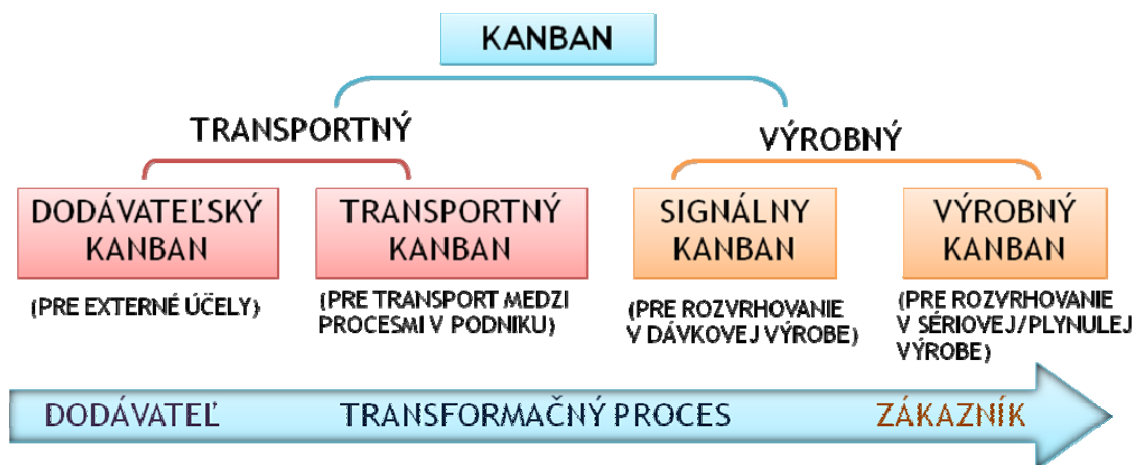 KANBAN
TRANSPORTNÝ
VÝROBNÝ
DODÁVATEĽSKÝ
KANBAN
(PRE EXTERNÉ ÚČELY)
TRANSPORTNÝ
KANBAN
(PRE TRANSPORT MEDZI
PROCESMI V PODNIKU)
SIGNÁLNY
KANBAN
(PRE ROZVRHOVANIE
V DÁVKOVEJ VÝROBE)
VÝROBNÝ
KANBAN
(PRE ROZVRHOVANIE
V SÉRIOVEJ/PLYNULEJ
VÝROBE)
DODÁVATEĽ
TRANSFORMAČNÝ PROCES
ZÁKAZNÍK